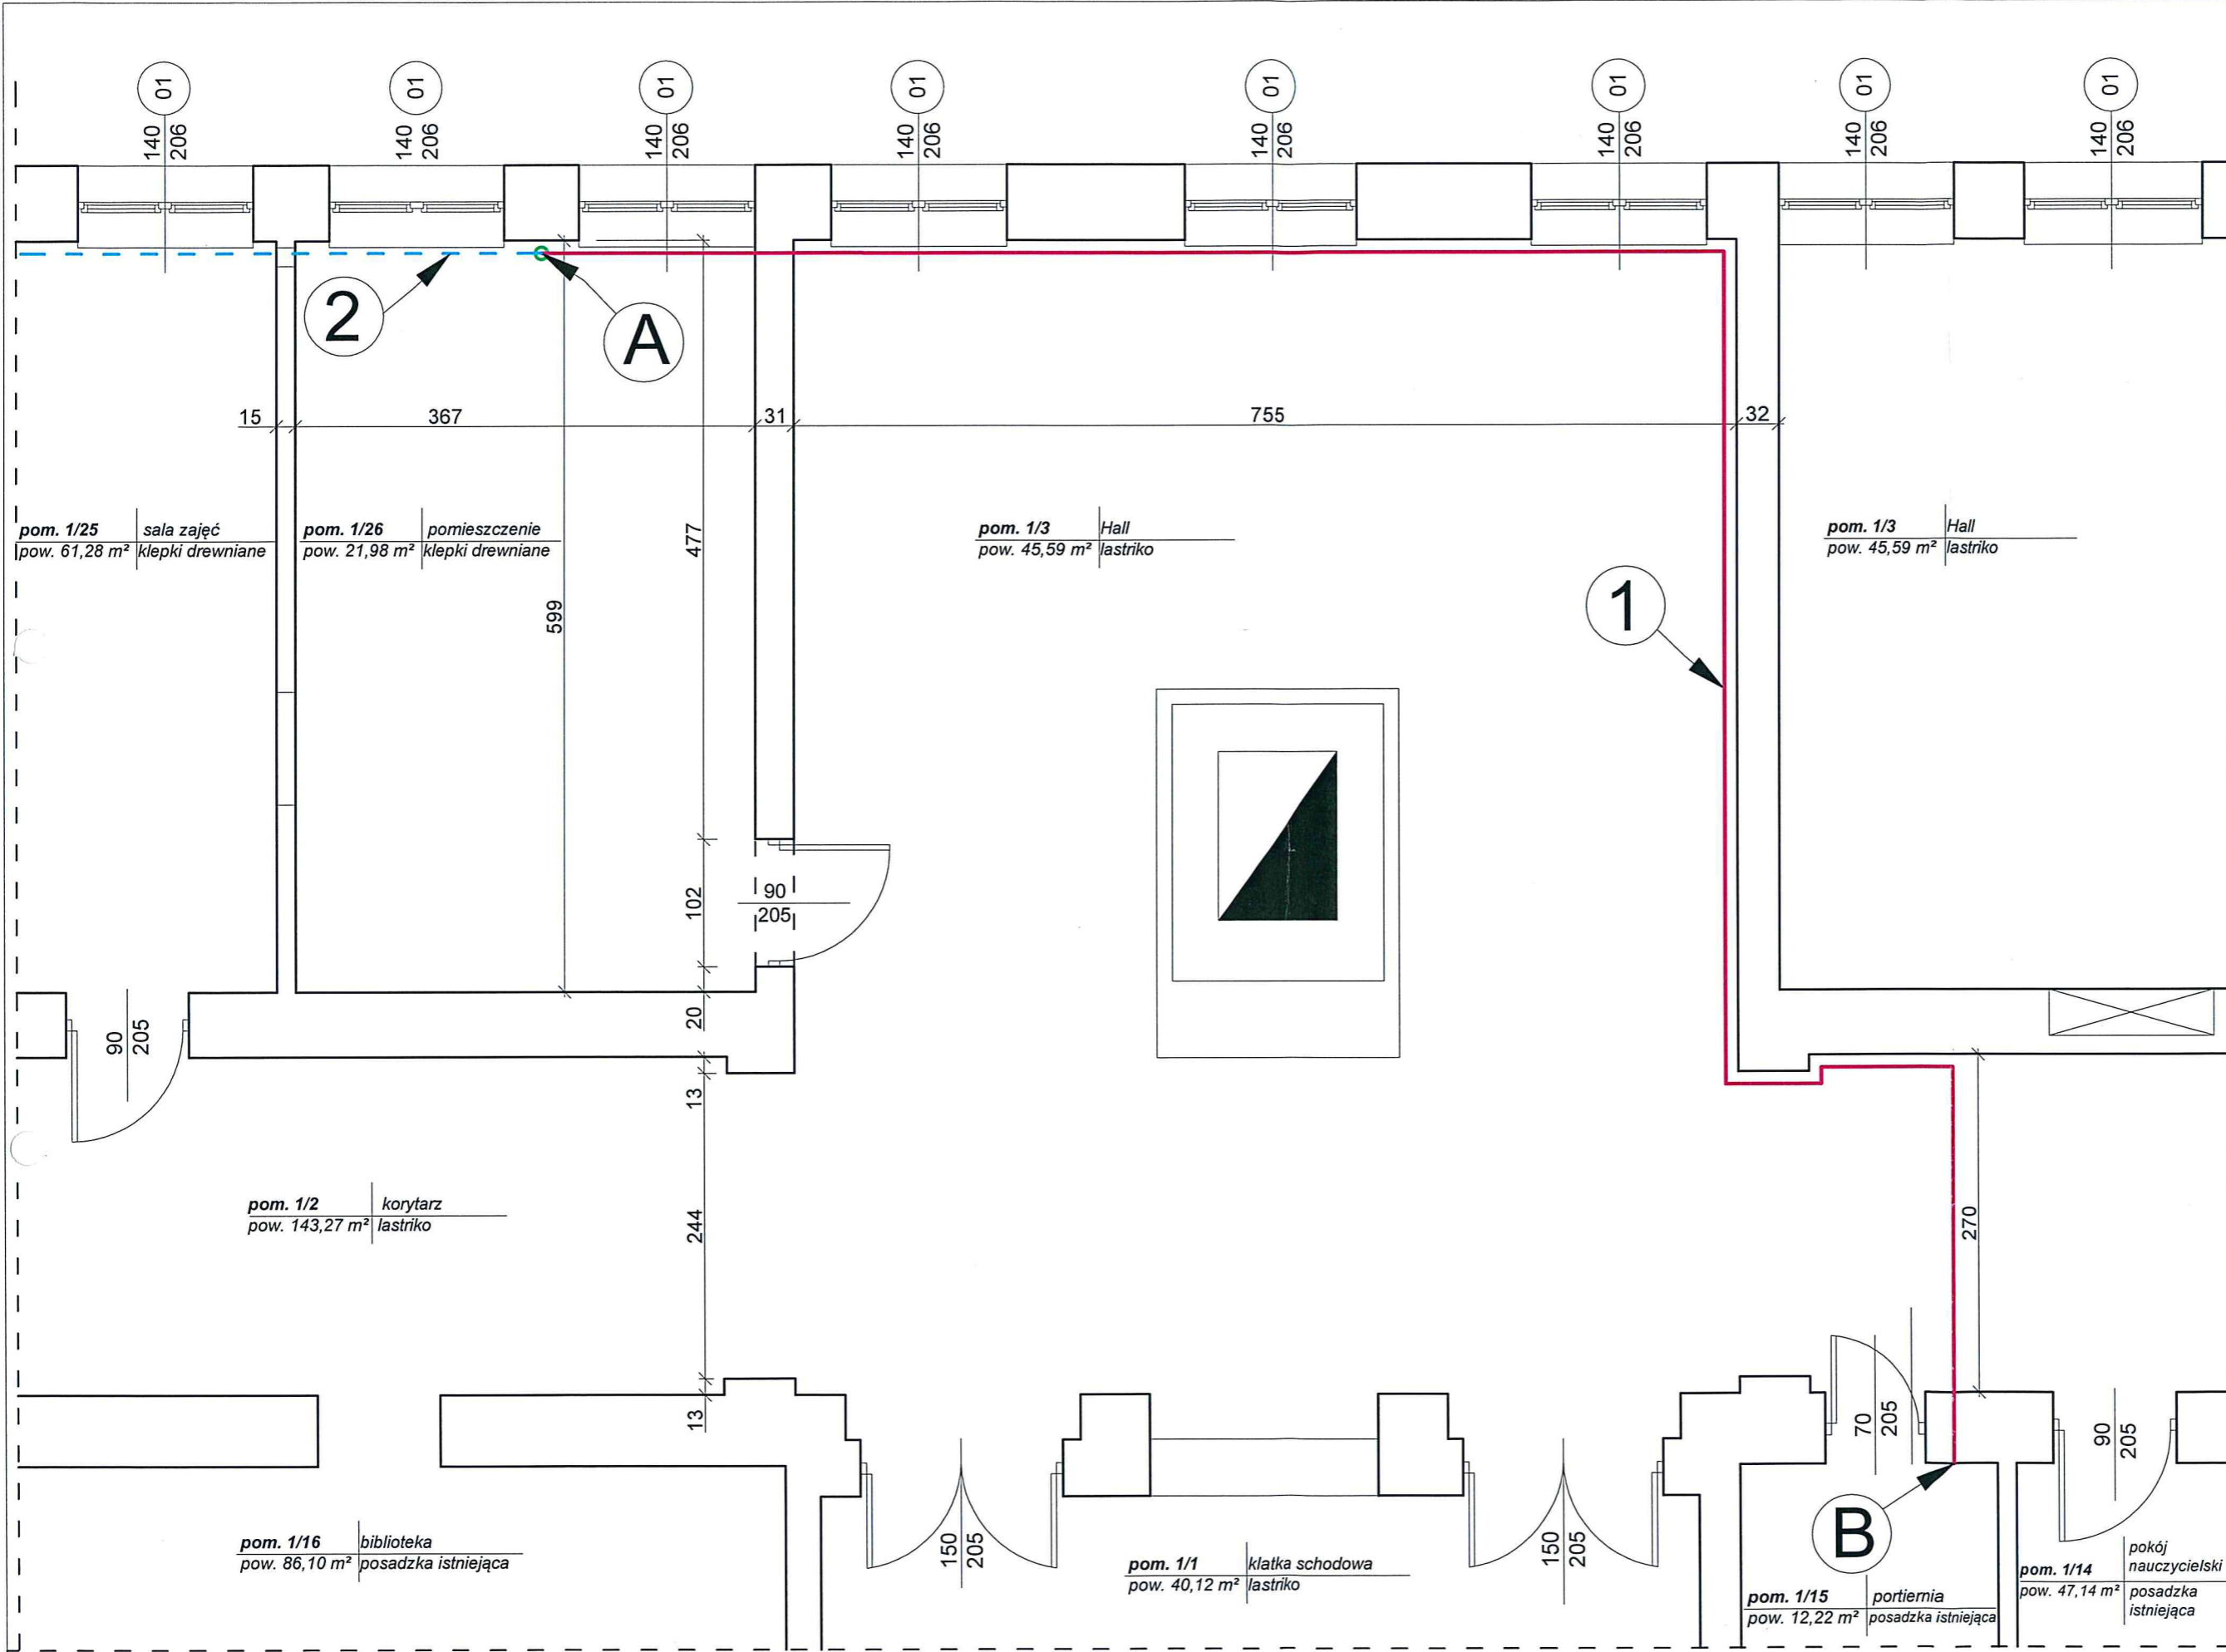 01 01 01 01 01 01 01 01
140 140 140 140 140 140 140 140
206 206 206 206 206 206 206 206
2
A
15 367 31 755 32
pom. 1/25 sala zajęć
pow. 61,28 m² klepki drewniane
pom. 1/26 pomieszczenie
pow. 21,98 m² klepki drewniane
477
pom. 1/3 Hall
pow. 45,59 m² lastriko
pom. 1/3 Hall
pow. 45,59 m² lastriko
599
1
102
90
205
20
90
205
13
pom. 1/2 korytarz
pow. 143,27 m² lastriko
244
270
13
70
205
90
205
150
205
150
205
B
pom. 1/16 biblioteka
pow. 86,10 m² posadzka istniejąca
pom. 1/1 klatka schodowa
pow. 40,12 m² lastriko
pom. 1/15 portiernia
pow. 12,22 m² posadzka istniejąca
pom. 1/14 pokój
nauczycielski
pow. 47,14 m² posadzka
istniejąca